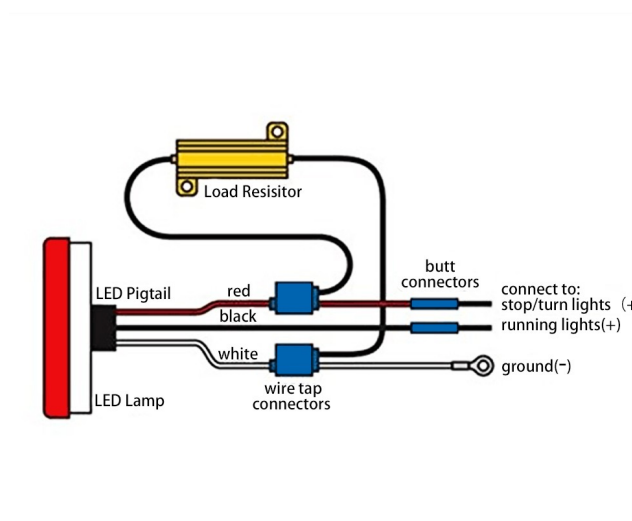 Load Resisitor
LED Pigtail
red
black
white
LED Lamp
wire tap
connectors
butt
connectors
connect to:
stop/turn lights (+
running lights(+)
ground(-)